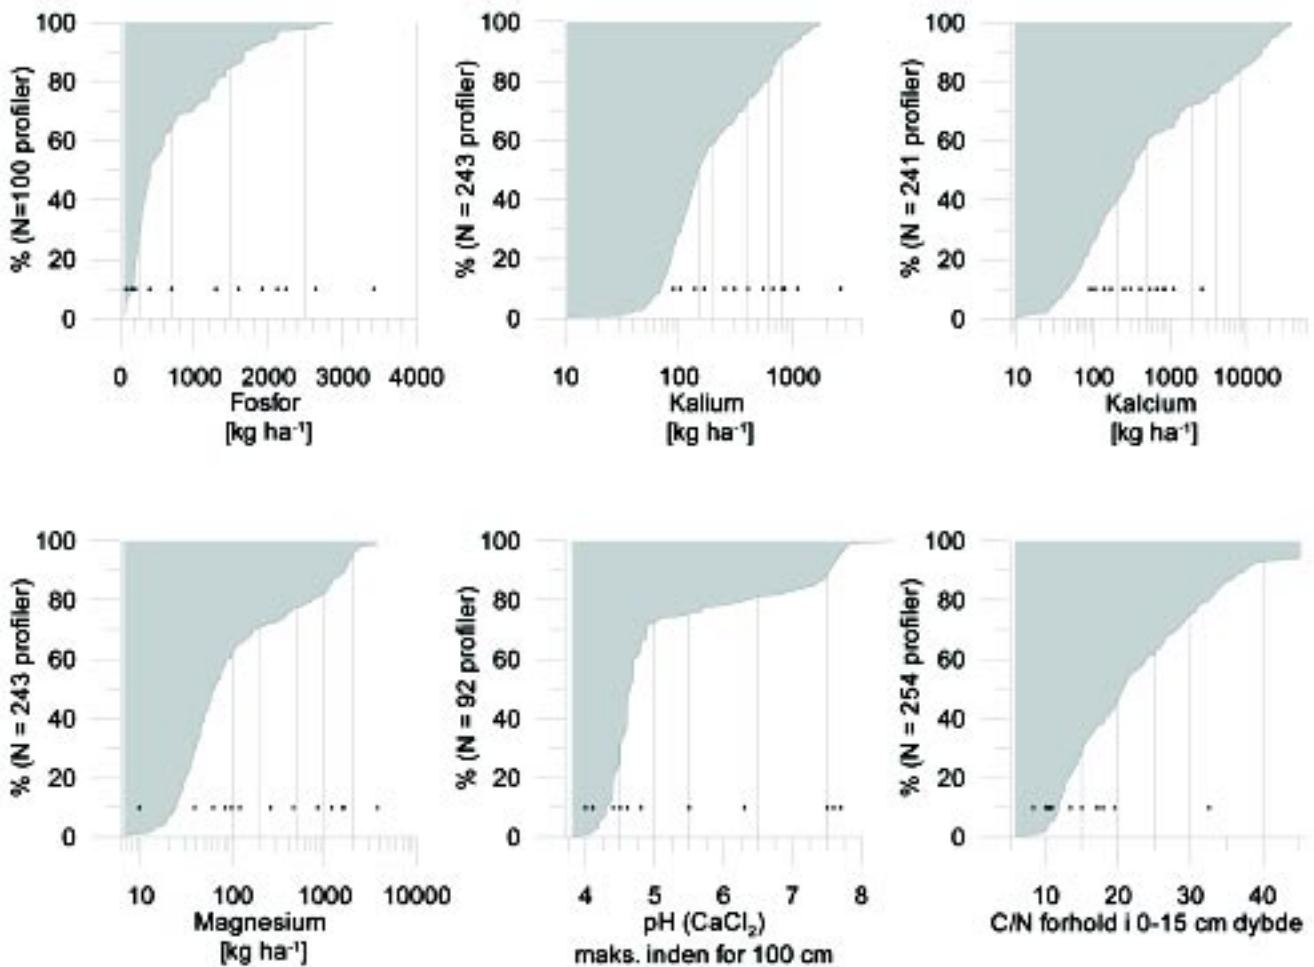 100
80
60
40
20
0
% (N=100 profiler)
0 1000 2000 3000 4000
Fosfor
[kg ha⁻¹]
100
80
60
40
20
0
% (N = 243 profiler)
10 100 1000
Kalium
[kg ha⁻¹]
100
80
60
40
20
0
% (N = 241 profiler)
10 100 1000 10000
Kalcium
[kg ha⁻¹]
100
80
60
40
20
0
% (N = 243 profiler)
10 100 1000 10000
Magnesium
[kg ha⁻¹]
100
80
60
40
20
0
% (N = 92 profiler)
4 5 6 7 8
pH (CaCl₂)
maks. inden for 100 cm
100
80
60
40
20
0
% (N = 254 profiler)
10 20 30 40
C/N forhold i 0-15 cm dybde